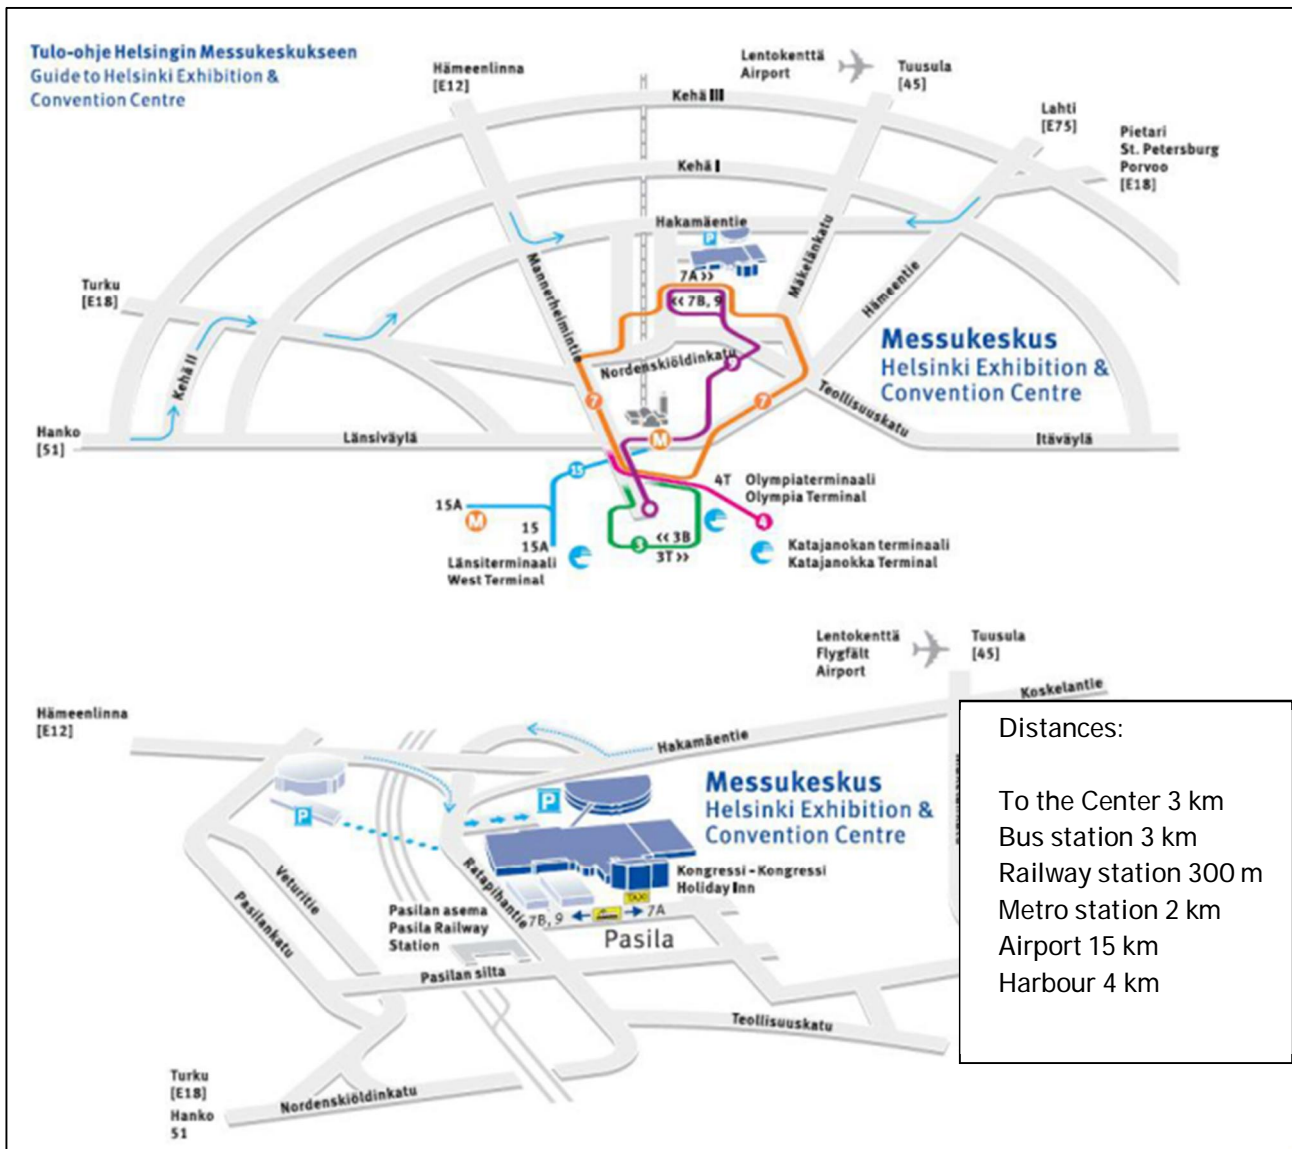 Tulo-ohje Helsingin Messukeskukseen
Guide to Helsinki Exhibition &
Convention Centre
Hämeenlinna
[E12]
Lentokenttä
Airport
Tuusula
[45]
Lahti
[E75]
Pietari
St. Petersburg
Porvoo
[E18]
Kehä III
Kehä I
Hakamäentie
P
Turku
[E18]
Kehä II
Mannerheimintie
7A >>
<< 7B, 9
Mäkelänkatu
Hämeentie
Messukeskus
Helsinki Exhibition &
Convention Centre
Nordenskiöldinkatu
7
7
7
Teollisuuskatu
Hanko
[51]
Länsiväylä
M
Itäväylä
15
4T
Olympiaterminaali
Olympia Terminal
15A
M
15
15A
4
3
<< 3B
3T >>
Länsiterminaali
West Terminal
Katajanokan terminaali
Katajanokka Terminal
Lentokenttä
Flygfält
Airport
Tuusula
[45]
Koskelantie
Hämeenlinna
[E12]
Hakamäentie
P
P
Messukeskus
Helsinki Exhibition &
Convention Centre
Kongressi - Kongressi
Holiday Inn
TAXI
Veturitie
Pasilankatu
Ratapihantie
Pasilan asema
Pasila Railway
Station
7B, 9
7A
Pasila
Pasilan silta
Teollisuuskatu
Turku
[E18]
Hanko
51
Nordenskiöldinkatu
Distances:
To the Center 3 km
Bus station 3 km
Railway station 300 m
Metro station 2 km
Airport 15 km
Harbour 4 km